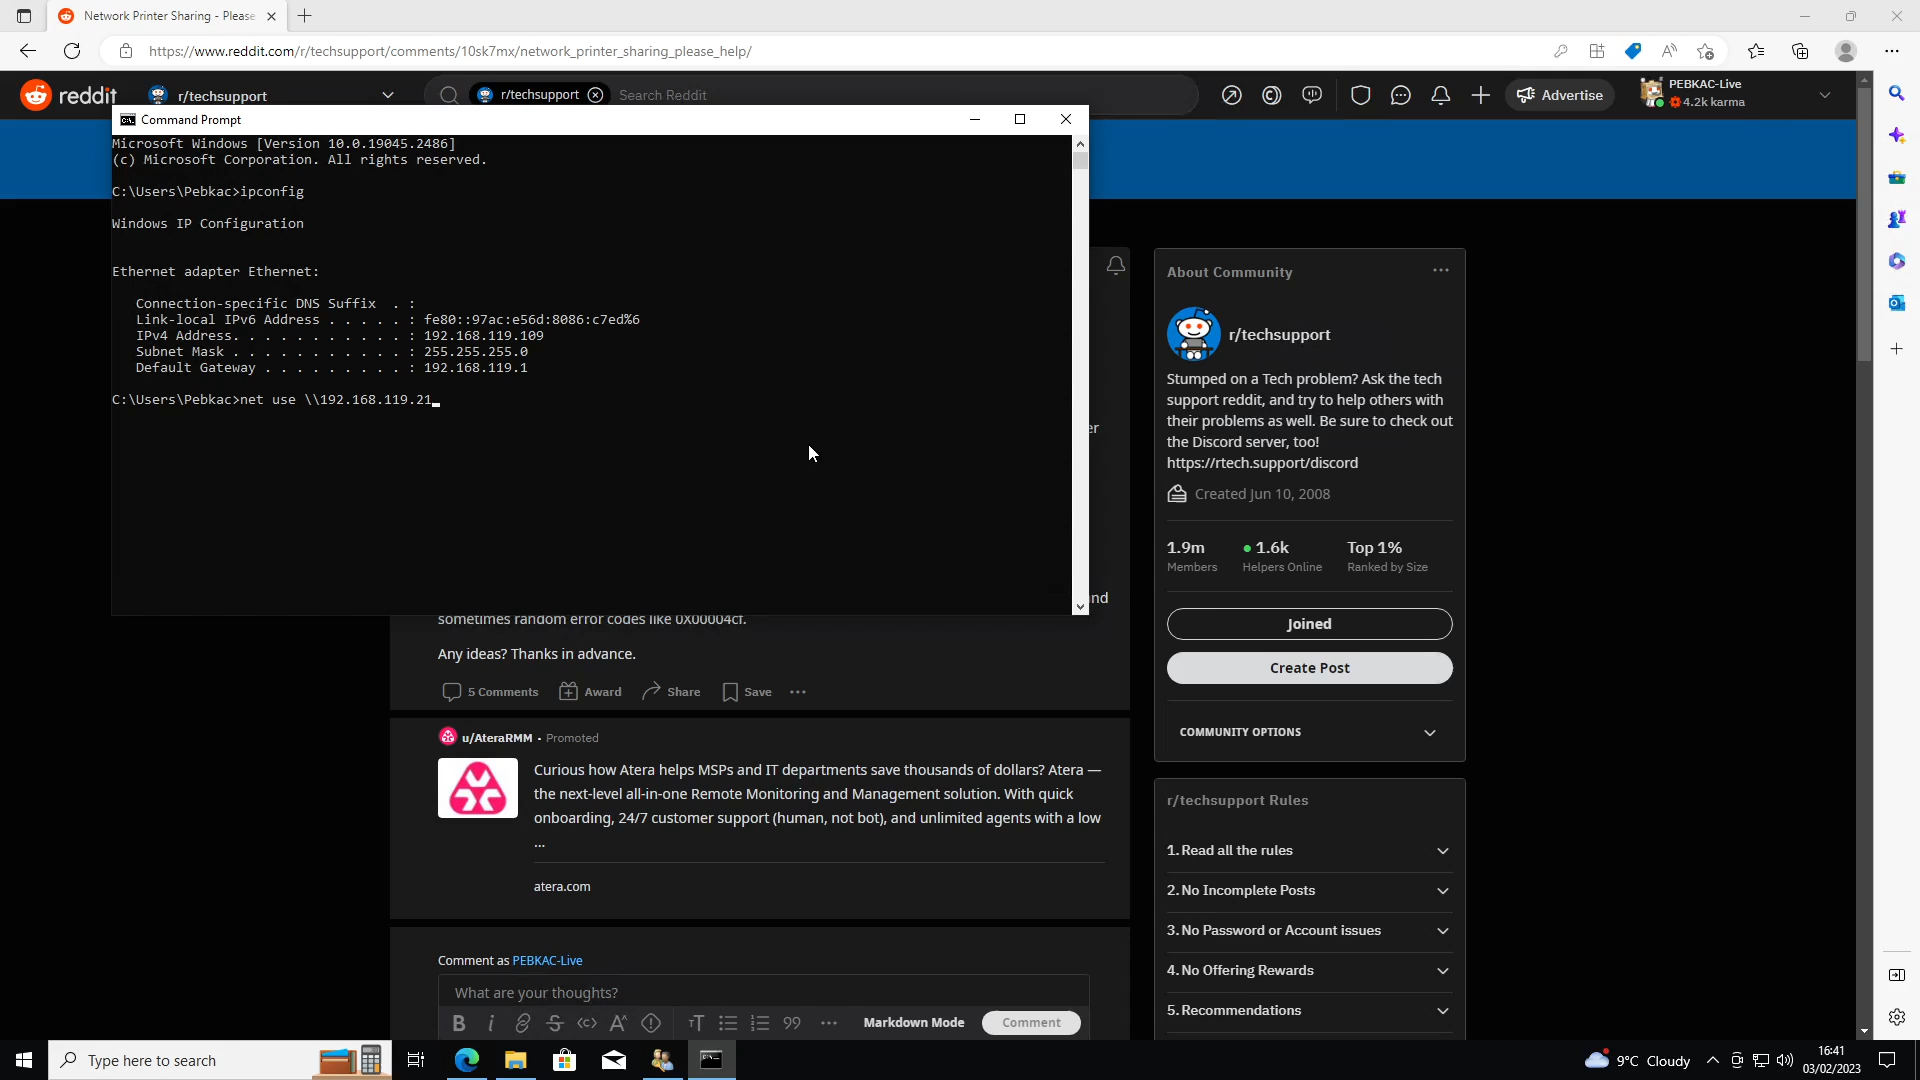 Network Printer Sharing - Please
https://www.reddit.com/r/techsupport/comments/10sk7mx/network_printer_sharing_please_help/
reddit
r/techsupport
r/techsupport
Search Reddit
Advertise
PEBKAC-Live
4.2k karma
Command Prompt
Microsoft Windows [Version 10.0.19045.2486]
(c) Microsoft Corporation. All rights reserved.
C:\Users\Pebkac>ipconfig
Windows IP Configuration
Ethernet adapter Ethernet:
Connection-specific DNS Suffix  . :
Link-local IPv6 Address . . . . . : fe80::97ac:e56d:8086:c7ed%6
IPv4 Address. . . . . . . . . . . : 192.168.119.109
Subnet Mask . . . . . . . . . . . : 255.255.255.0
Default Gateway . . . . . . . . . : 192.168.119.1
C:\Users\Pebkac>net use \\192.168.119.21_
er
nd
sometimes random error codes like 0X00004cf.
Any ideas? Thanks in advance.
5 Comments
Award
Share
Save
u/AteraRMM • Promoted
Curious how Atera helps MSPs and IT departments save thousands of dollars? Atera —
the next-level all-in-one Remote Monitoring and Management solution. With quick
onboarding, 24/7 customer support (human, not bot), and unlimited agents with a low
...
atera.com
Comment as PEBKAC-Live
What are your thoughts?
Markdown Mode
Comment
About Community
r/techsupport
Stumped on a Tech problem? Ask the tech
support reddit, and try to help others with
their problems as well. Be sure to check out
the Discord server, too!
https://rtech.support/discord
Created Jun 10, 2008
1.9m
Members
1.6k
Helpers Online
Top 1%
Ranked by Size
Joined
Create Post
COMMUNITY OPTIONS
r/techsupport Rules
1. Read all the rules
2. No Incomplete Posts
3. No Password or Account issues
4. No Offering Rewards
5. Recommendations
Type here to search
9°C Cloudy
16:41
03/02/2023